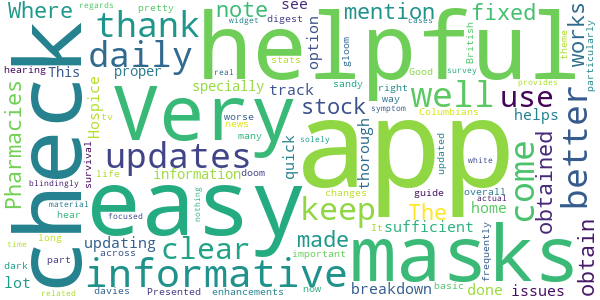 Where
thank
note
mention
fixed
see
regards
pretty
widget
digest
cases
British
theme
particularly
daily
helpful
option
gloom
works
hearing
This
proper
specially
stats
Good
survey
real
sandy
way
right
symptom
provides
check
Pharmacies
Hospice
Very
track
stock
well
use
helps
better
tv
news
worse
many
solely
Columbians
updated
white
survival
updates
information
quick
doom
app
thorough
obtained
blindingly
life
easy
nothing
keep
changes
guide
The
come
overall
actual
home
material
hear
updating
across
clear
made
important
It
sufficient
frequently
obtain
time
long
lot
focused
informative
masks
dark
part
davies
Presented
enhancements
now
breakdown
basic
done
issues
related